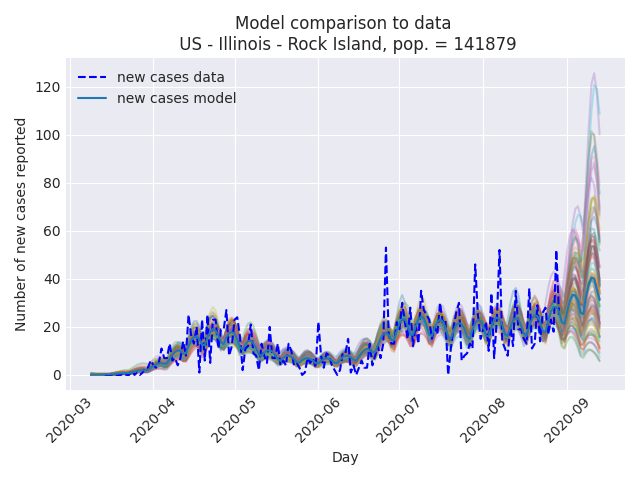 Model comparison to data
US - Illinois - Rock Island, pop. = 141879
new cases data
new cases model
Number of new cases reported
120
100
80
60
40
20
0
2020-03
2020-04
2020-05
2020-06
2020-07
2020-08
2020-09
Day